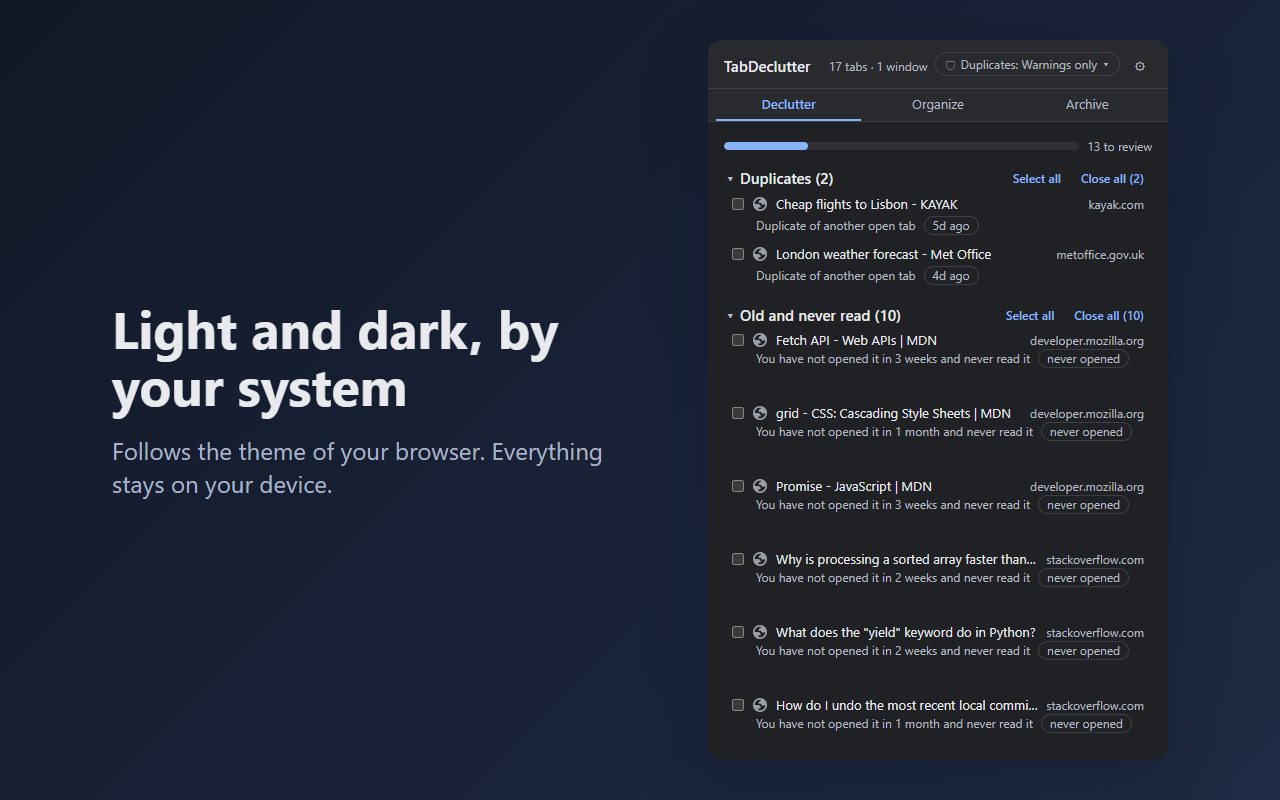 Light and dark, by
your system
Follows the theme of your browser. Everything
stays on your device.
TabDeclutter 17 tabs · 1 window Duplicates: Warnings only
Declutter Organize Archive
13 to review
Duplicates (2) Select all Close all (2)
Cheap flights to Lisbon - KAYAK kayak.com
Duplicate of another open tab 5d ago
London weather forecast - Met Office metoffice.gov.uk
Duplicate of another open tab 4d ago
Old and never read (10) Select all Close all (10)
Fetch API - Web APIs | MDN developer.mozilla.org
You have not opened it in 3 weeks and never read it never opened
grid - CSS: Cascading Style Sheets | MDN developer.mozilla.org
You have not opened it in 1 month and never read it never opened
Promise - JavaScript | MDN developer.mozilla.org
You have not opened it in 3 weeks and never read it never opened
Why is processing a sorted array faster than... stackoverflow.com
You have not opened it in 2 weeks and never read it never opened
What does the "yield" keyword do in Python? stackoverflow.com
You have not opened it in 2 weeks and never read it never opened
How do I undo the most recent local commi... stackoverflow.com
You have not opened it in 1 month and never read it never opened